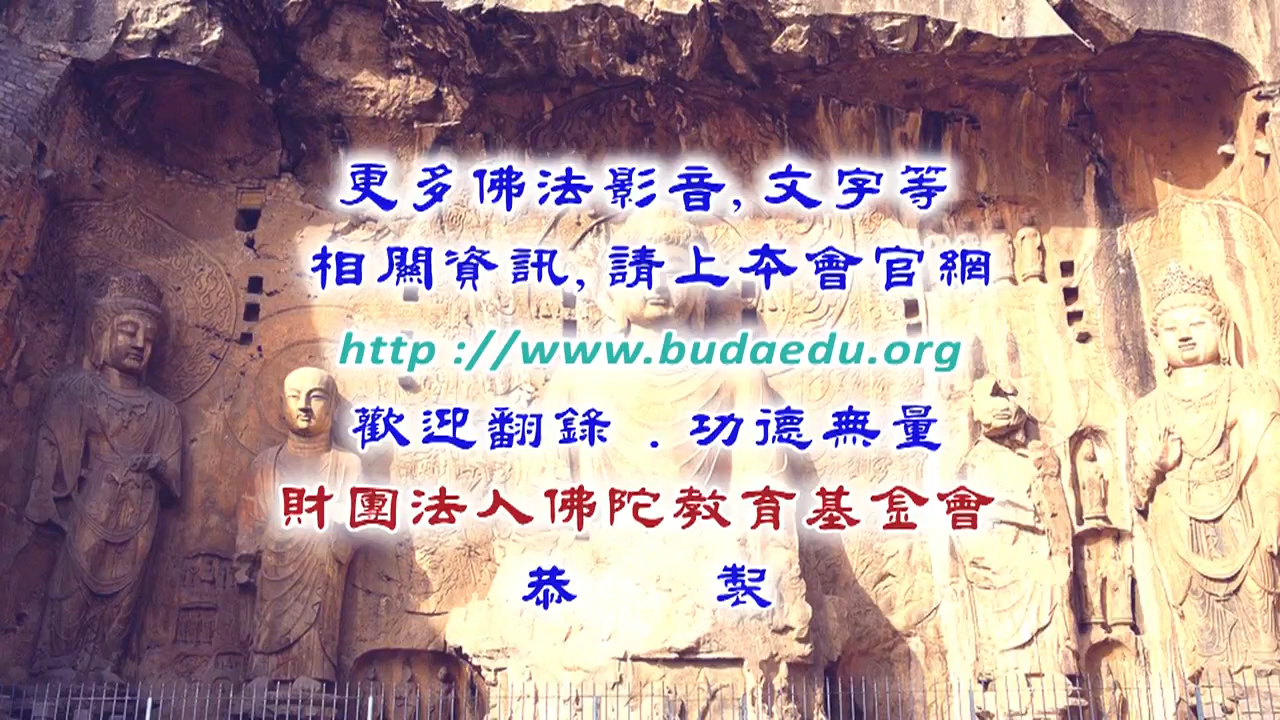 更多佛法影音,文字等
相關資訊,請上本會官網
http ://www.budaedu.org
歡迎翻錄 . 功德無量
財團法人佛陀教育基金會
恭 製